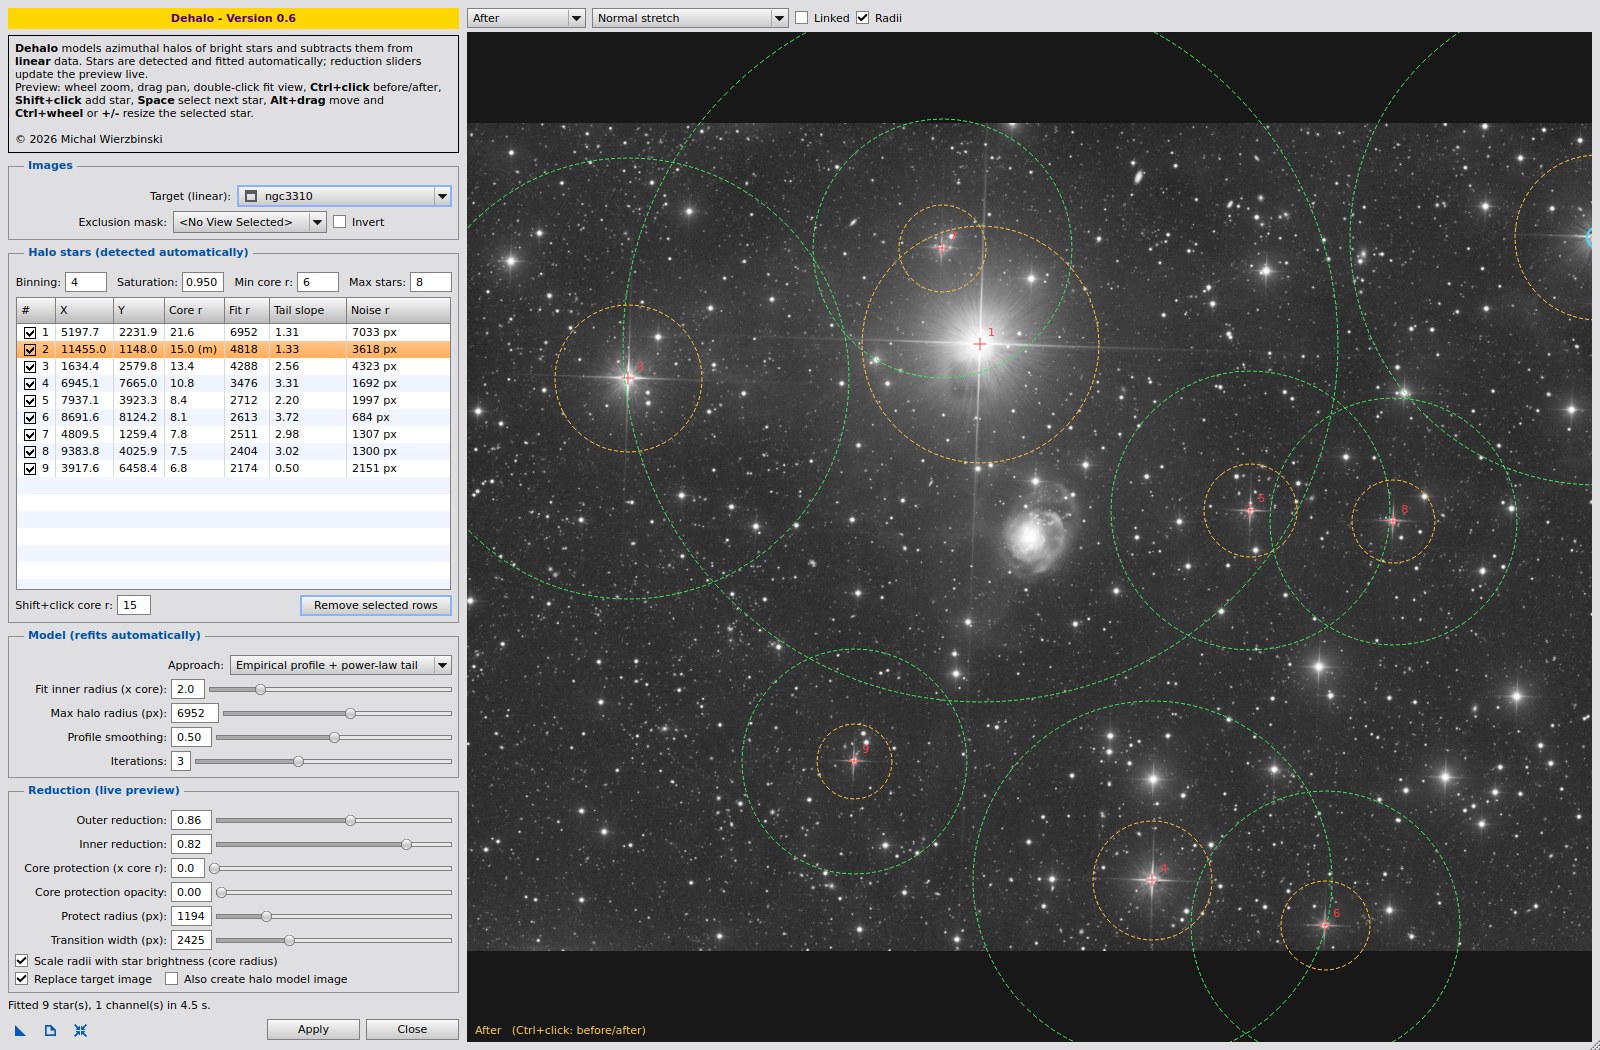 Dehalo - Version 0.6
Dehalo models azimuthal halos of bright stars and subtracts them from
linear data. Stars are detected and fitted automatically; reduction sliders
update the preview live.
Preview: wheel zoom, drag pan, double-click fit view, Ctrl+click before/after,
Shift+click add star, Space select next star, Alt+drag move and
Ctrl+wheel or +/- resize the selected star.
© 2026 Michal Wierzbinski
Images
Target (linear): ngc3310
Exclusion mask: <No View Selected> Invert
Halo stars (detected automatically)
Binning: 4 Saturation: 0.950 Min core r: 6 Max stars: 8
# X Y Core r Fit r Tail slope Noise r
1 5197.7 2231.9 21.6 6952 1.31 7033 px
2 11455.0 1148.0 15.0 (m) 4818 1.33 3618 px
3 1634.4 2579.8 13.4 4288 2.56 4323 px
4 6945.1 7665.0 10.8 3476 3.31 1692 px
5 7937.1 3923.3 8.4 2712 2.20 1997 px
6 8691.6 8124.2 8.1 2613 3.72 684 px
7 4809.5 1259.4 7.8 2511 2.98 1307 px
8 9383.8 4025.9 7.5 2404 3.02 1300 px
9 3917.6 6458.4 6.8 2174 0.50 2151 px
Shift+click core r: 15 Remove selected rows
Model (refits automatically)
Approach: Empirical profile + power-law tail
Fit inner radius (x core): 2.0
Max halo radius (px): 6952
Profile smoothing: 0.50
Iterations: 3
Reduction (live preview)
Outer reduction: 0.86
Inner reduction: 0.82
Core protection (x core r): 0.0
Core protection opacity: 0.00
Protect radius (px): 1194
Transition width (px): 2425
Scale radii with star brightness (core radius)
Replace target image Also create halo model image
Fitted 9 star(s), 1 channel(s) in 4.5 s.
Apply Close
After Normal stretch Linked Radii
7
1
3
5
8
9
4
6
After (Ctrl+click: before/after)